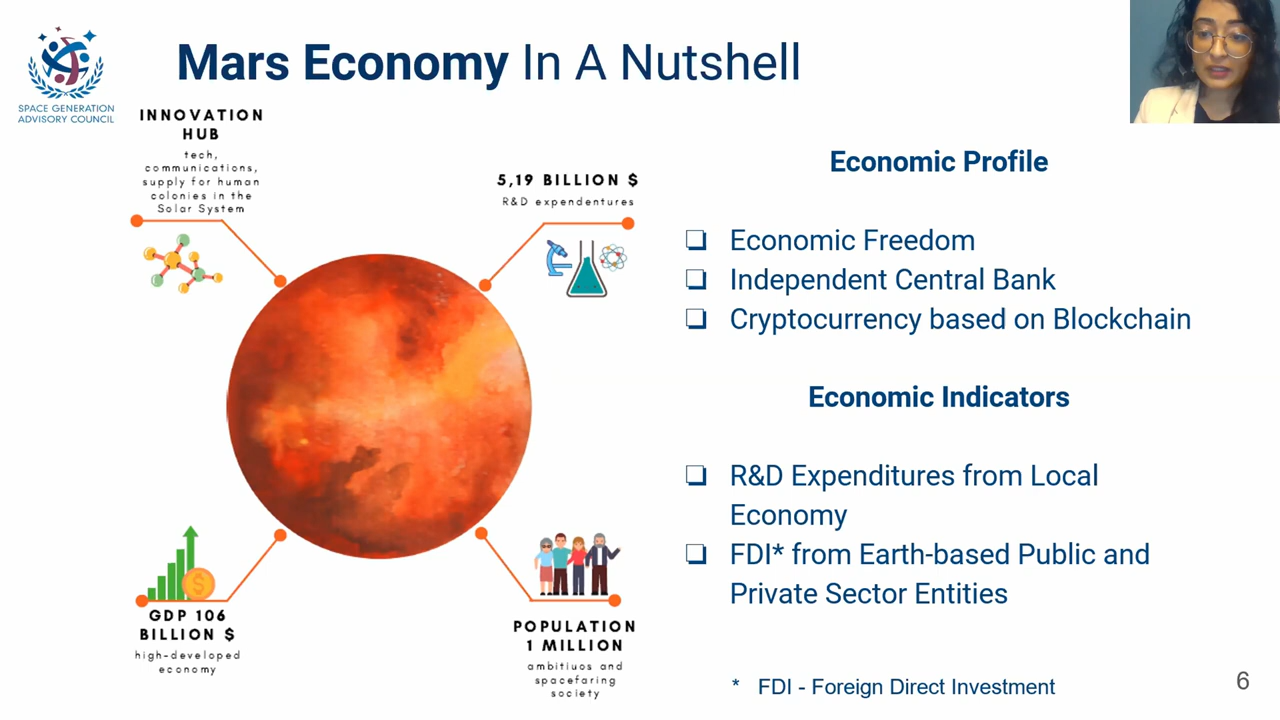 SPACE GENERATION
ADVISORY COUNCIL
Mars Economy In A Nutshell
INNOVATION
HUB
tech,
communications,
supply for human
colonies in the
Solar System
5,19 BILLION $
R&D expendentures
GDP 106
BILLION $
high-developed
economy
POPULATION
1 MILLION
ambitiuos and
spacefaring
society
Economic Profile
❏ Economic Freedom
❏ Independent Central Bank
❏ Cryptocurrency based on Blockchain
Economic Indicators
❏ R&D Expenditures from Local
Economy
❏ FDI* from Earth-based Public and
Private Sector Entities
* FDI - Foreign Direct Investment
6